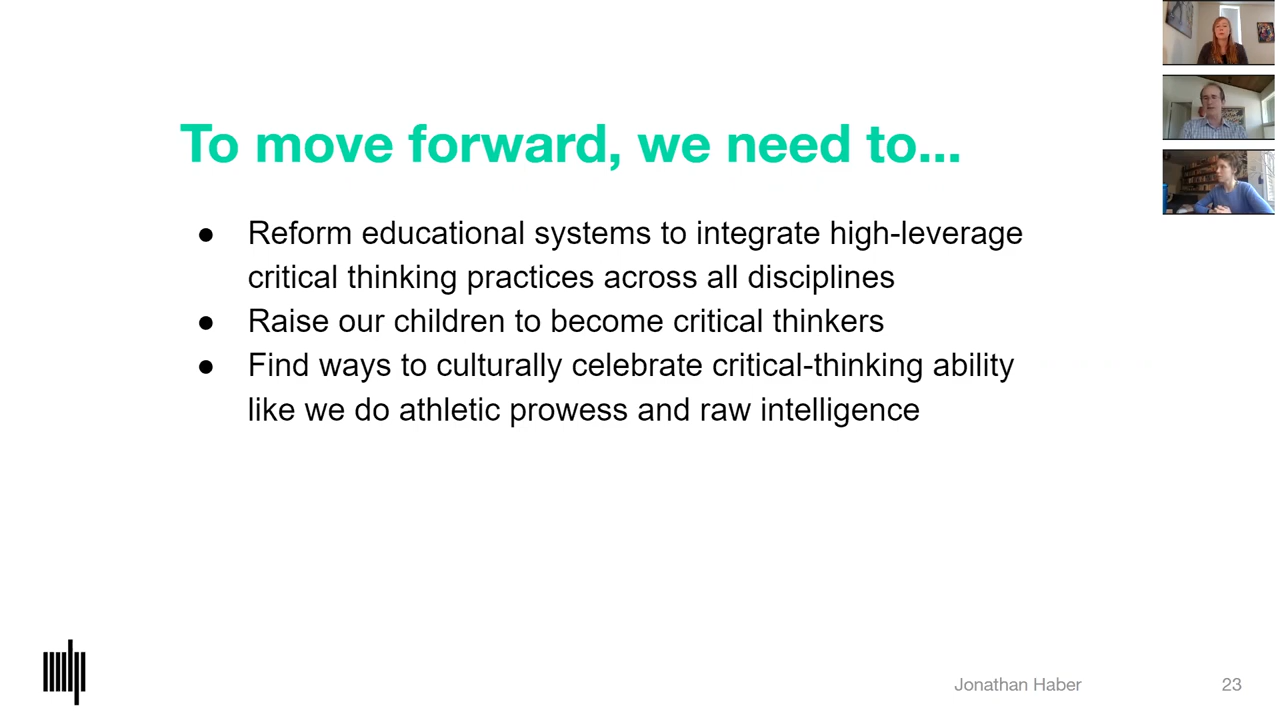 To move forward, we need to...
● Reform educational systems to integrate high-leverage
critical thinking practices across all disciplines
● Raise our children to become critical thinkers
● Find ways to culturally celebrate critical-thinking ability
like we do athletic prowess and raw intelligence
Jonathan Haber 23